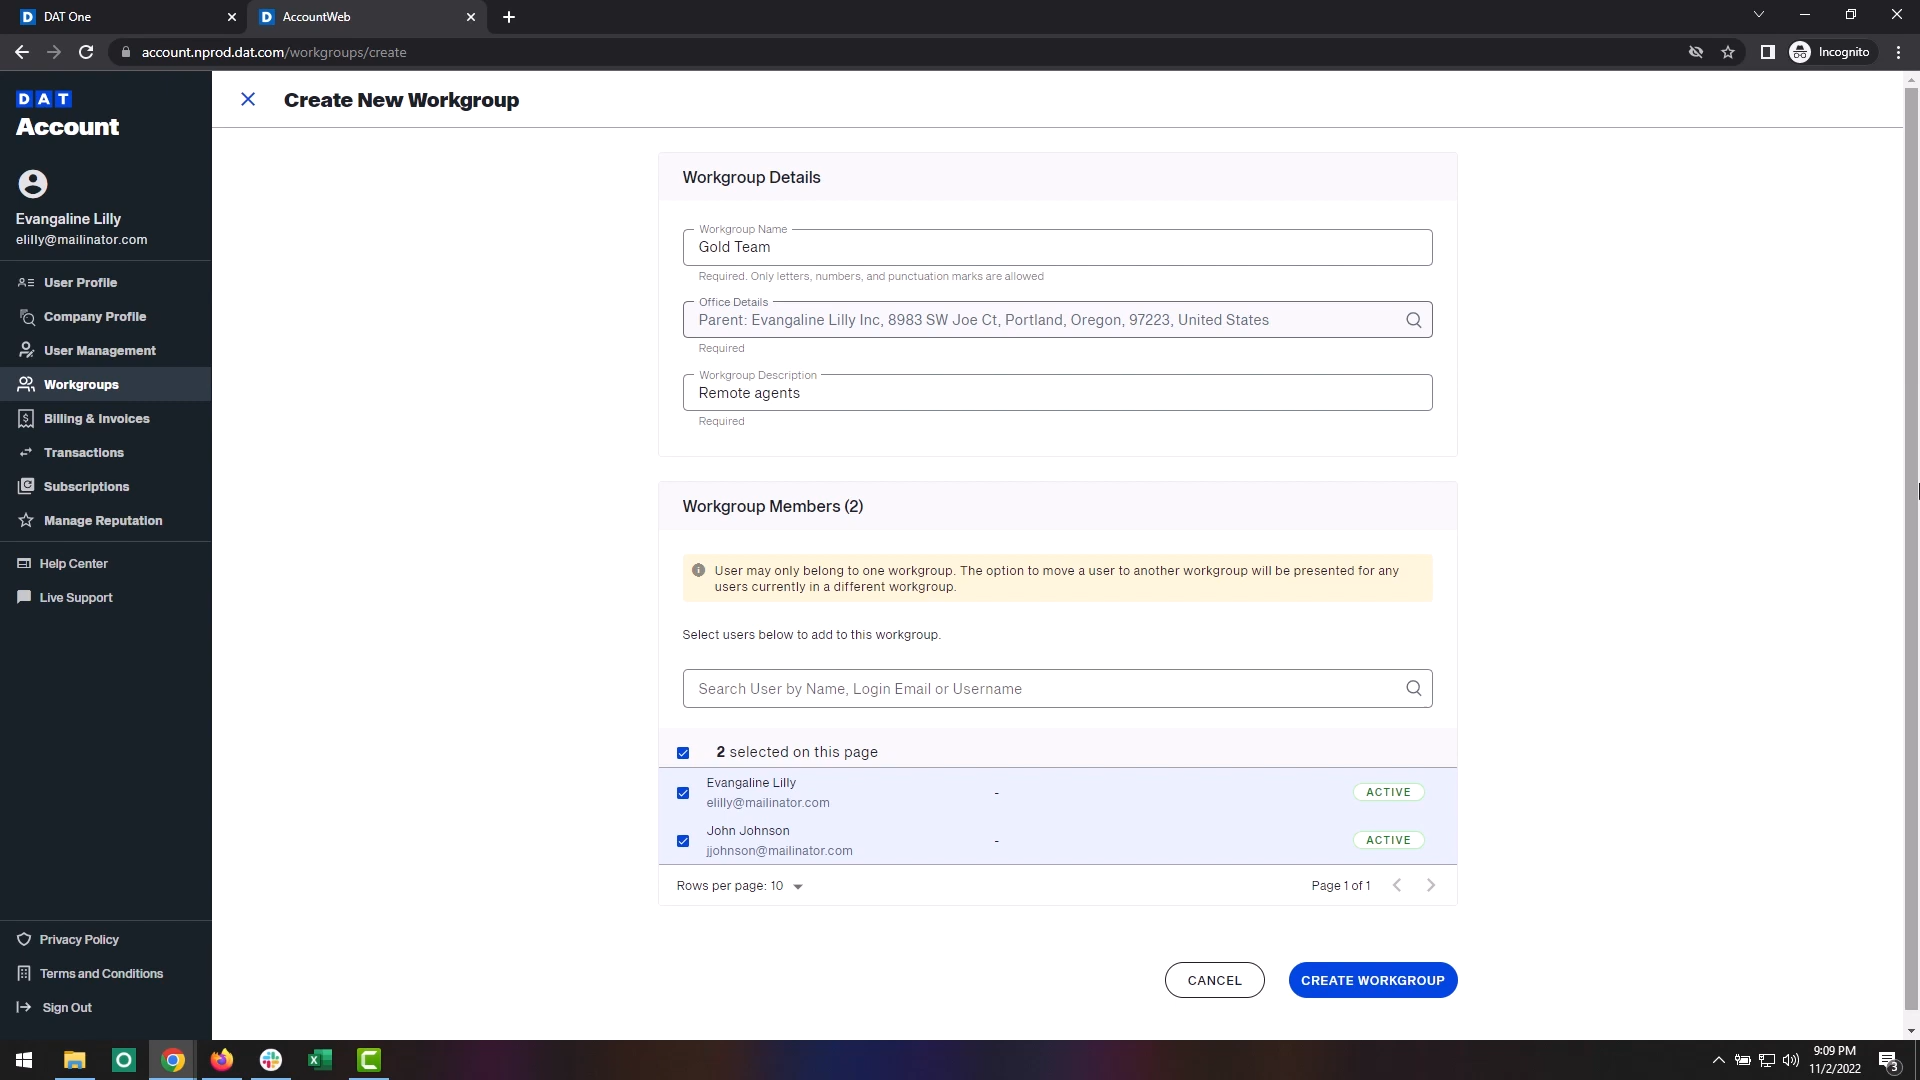 DAT One
AccountWeb
account.nprod.dat.com/workgroups/create
Incognito
DAT
Account
Evangaline Lilly
elilly@mailinator.com
User Profile
Company Profile
User Management
Workgroups
Billing & Invoices
Transactions
Subscriptions
Manage Reputation
Help Center
Live Support
Privacy Policy
Terms and Conditions
Sign Out
Create New Workgroup
Workgroup Details
Workgroup Name
Gold Team
Required. Only letters, numbers, and punctuation marks are allowed
Office Details
Parent: Evangaline Lilly Inc, 8983 SW Joe Ct, Portland, Oregon, 97223, United States
Required
Workgroup Description
Remote agents
Required
Workgroup Members (2)
User may only belong to one workgroup. The option to move a user to another workgroup will be presented for any
users currently in a different workgroup.
Select users below to add to this workgroup.
Search User by Name, Login Email or Username
2 selected on this page
Evangaline Lilly
elilly@mailinator.com
-
ACTIVE
John Johnson
jjohnson@mailinator.com
-
ACTIVE
Rows per page: 10
Page 1 of 1
CANCEL
CREATE WORKGROUP
9:09 PM
11/2/2022
3